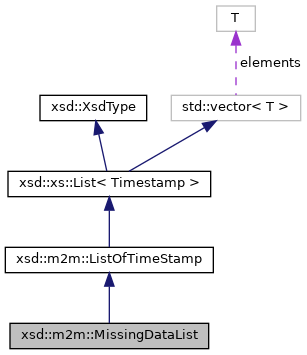 T
elements
xsd::XsdType
std::vector< T >
xsd::xs::List< Timestamp >
xsd::m2m::ListOfTimeStamp
xsd::m2m::MissingDataList